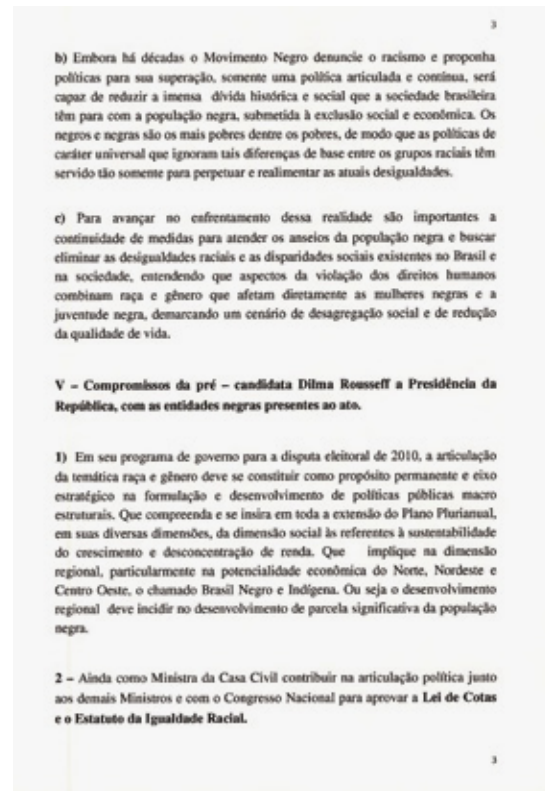 3
b) Embora há décadas o Movimento Negro denuncie o racismo e proponha
políticas para sua superação, somente uma política articulada e contínua, será
capaz de reduzir a imensa dívida histórica e social que a sociedade brasileira
têm para com a população negra, submetida à exclusão social e econômica. Os
negros e negras são os mais pobres dentre os pobres, de modo que as políticas de
caráter universal que ignoram tais diferenças de base entre os grupos raciais têm
servido tão somente para perpetuar e realimentar as atuais desigualdades.
c) Para avançar no enfrentamento dessa realidade são importantes a
continuidade de medidas para atender os anseios da população negra e buscar
eliminar as desigualdades raciais e as disparidades sociais existentes no Brasil e
na sociedade, entendendo que aspectos da violação dos direitos humanos
combinam raça e gênero que afetam diretamente as mulheres negras e a
juventude negra, demarcando um cenário de desagregação social e de redução
da qualidade de vida.
V – Compromissos da pré – candidata Dilma Rousseff a Presidência da
República, com as entidades negras presentes ao ato.
1) Em seu programa de governo para a disputa eleitoral de 2010, a articulação
da temática raça e gênero deve se constituir como propósito permanente e eixo
estratégico na formulação e desenvolvimento de políticas públicas macro
estruturais. Que compreenda e se insira em toda a extensão do Plano Plurianual,
em suas diversas dimensões, da dimensão social às referentes à sustentabilidade
do crescimento e desconcentração de renda. Que implique na dimensão
regional, particularmente na potencialidade econômica do Norte, Nordeste e
Centro Oeste, o chamado Brasil Negro e Indígena. Ou seja o desenvolvimento
regional deve incidir no desenvolvimento de parcela significativa da população
negra.
2 – Ainda como Ministra da Casa Civil contribuir na articulação política junto
aos demais Ministros e com o Congresso Nacional para aprovar a Lei de Cotas
e o Estatuto da Igualdade Racial.
3